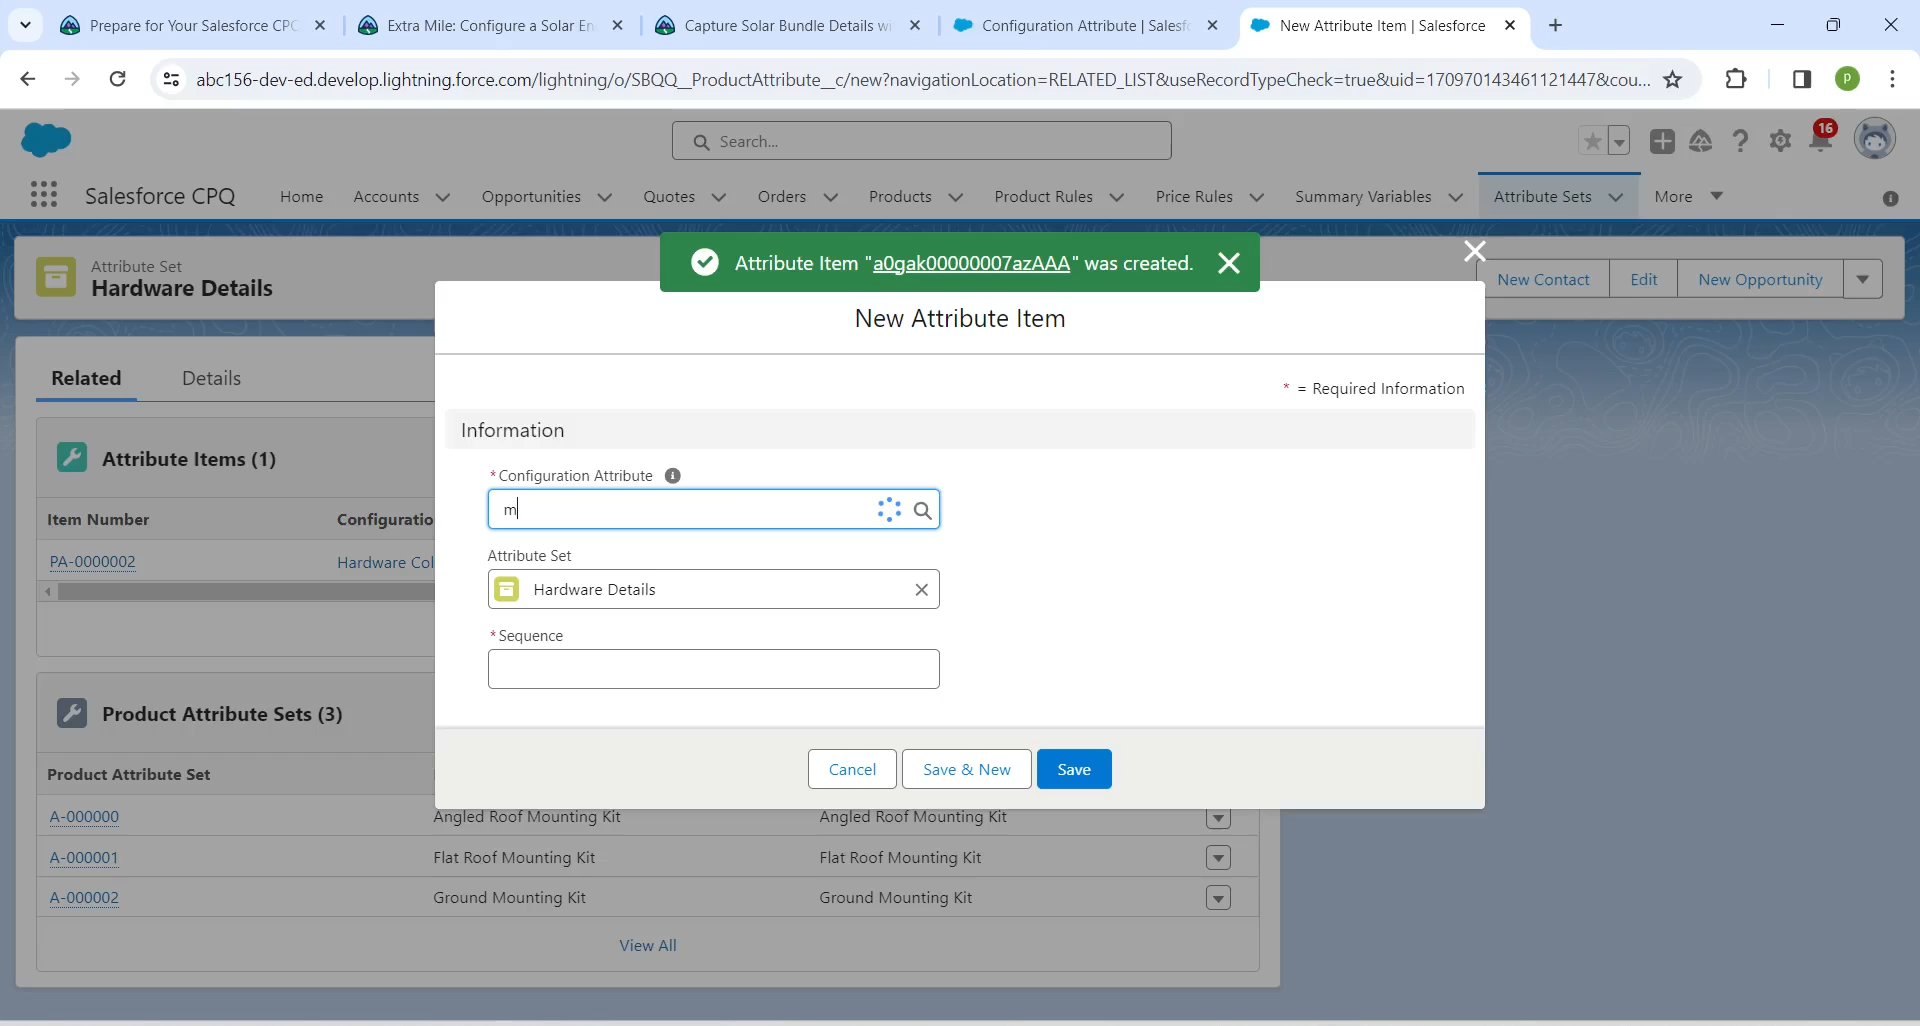 Prepare for Your Salesforce CPC
Extra Mile: Configure a Solar En
Capture Solar Bundle Details wi
Configuration Attribute | Salesfo
New Attribute Item | Salesforce
abc156-dev-ed.develop.lightning.force.com/lightning/o/SBQQ__ProductAttribute__c/new?navigationLocation=RELATED_LIST&useRecordTypeCheck=true&uid=170970143461121447&cou...
P
Search...
16
Salesforce CPQ
Home
Accounts
Opportunities
Quotes
Orders
Products
Product Rules
Price Rules
Summary Variables
Attribute Sets
More
Attribute Item "a0gak00000007azAAA" was created.
Attribute Set
Hardware Details
New Contact
Edit
New Opportunity
New Attribute Item
Related
Details
* = Required Information
Information
Attribute Items (1)
*Configuration Attribute
m
Item Number
Configuratio
PA-0000002
Hardware Col
Attribute Set
Hardware Details
*Sequence
Product Attribute Sets (3)
Cancel
Save & New
Save
Product Attribute Set
A-000000
Angled Roof Mounting Kit
Angled Roof Mounting Kit
A-000001
Flat Roof Mounting Kit
Flat Roof Mounting Kit
A-000002
Ground Mounting Kit
Ground Mounting Kit
View All